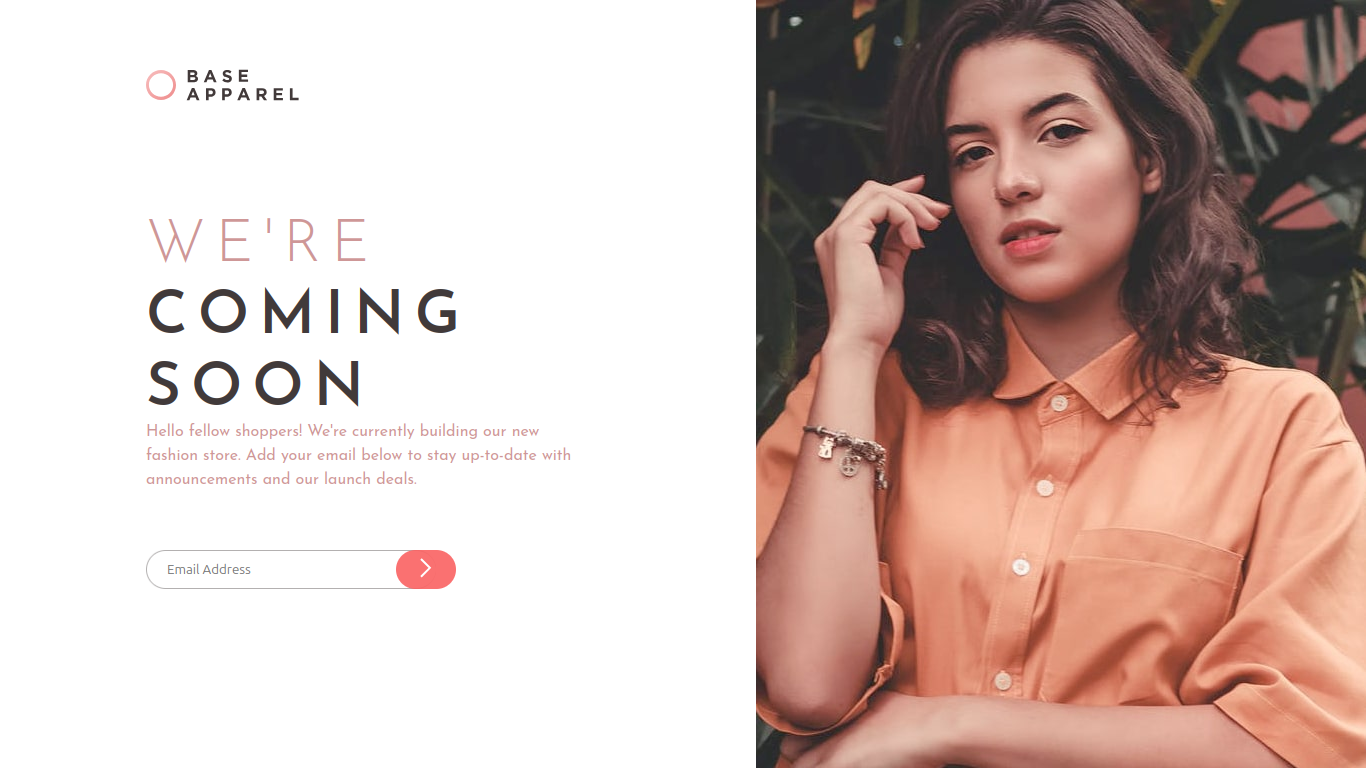 BASE
APPAREL
WE'RE
COMING
SOON
Hello fellow shoppers! We're currently building our new
fashion store. Add your email below to stay up-to-date with
announcements and our launch deals.
Email Address